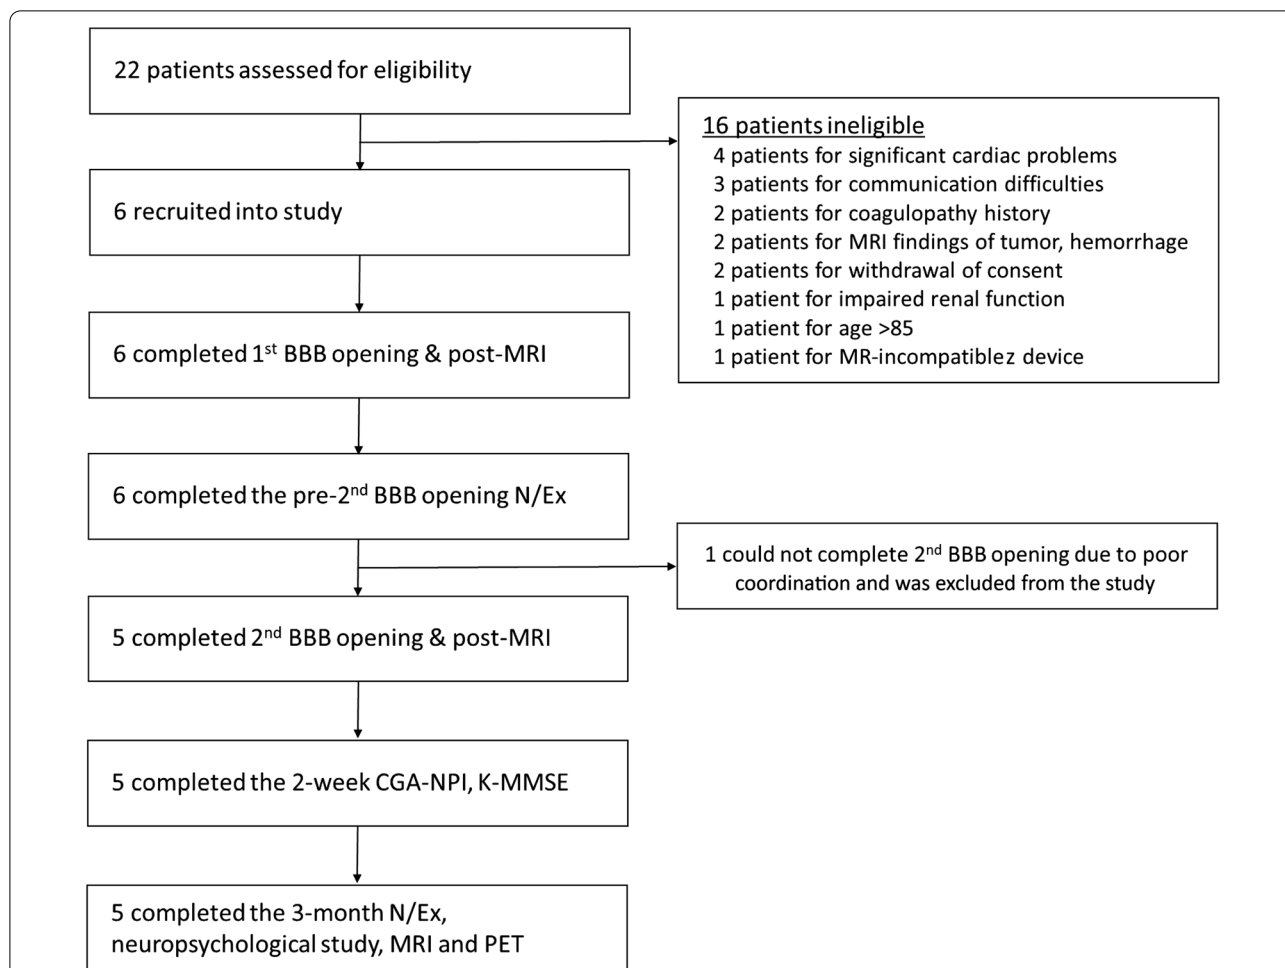 22 patients assessed for eligibility
16 patients ineligible
4 patients for significant cardiac problems
3 patients for communication difficulties
2 patients for coagulopathy history
2 patients for MRI findings of tumor, hemorrhage
2 patients for withdrawal of consent
1 patient for impaired renal function
1 patient for age >85
1 patient for MR-incompatiblez device
6 recruited into study
6 completed 1st BBB opening & post-MRI
6 completed the pre-2nd BBB opening N/Ex
1 could not complete 2nd BBB opening due to poor
coordination and was excluded from the study
5 completed 2nd BBB opening & post-MRI
5 completed the 2-week CGA-NPI, K-MMSE
5 completed the 3-month N/Ex,
neuropsychological study, MRI and PET